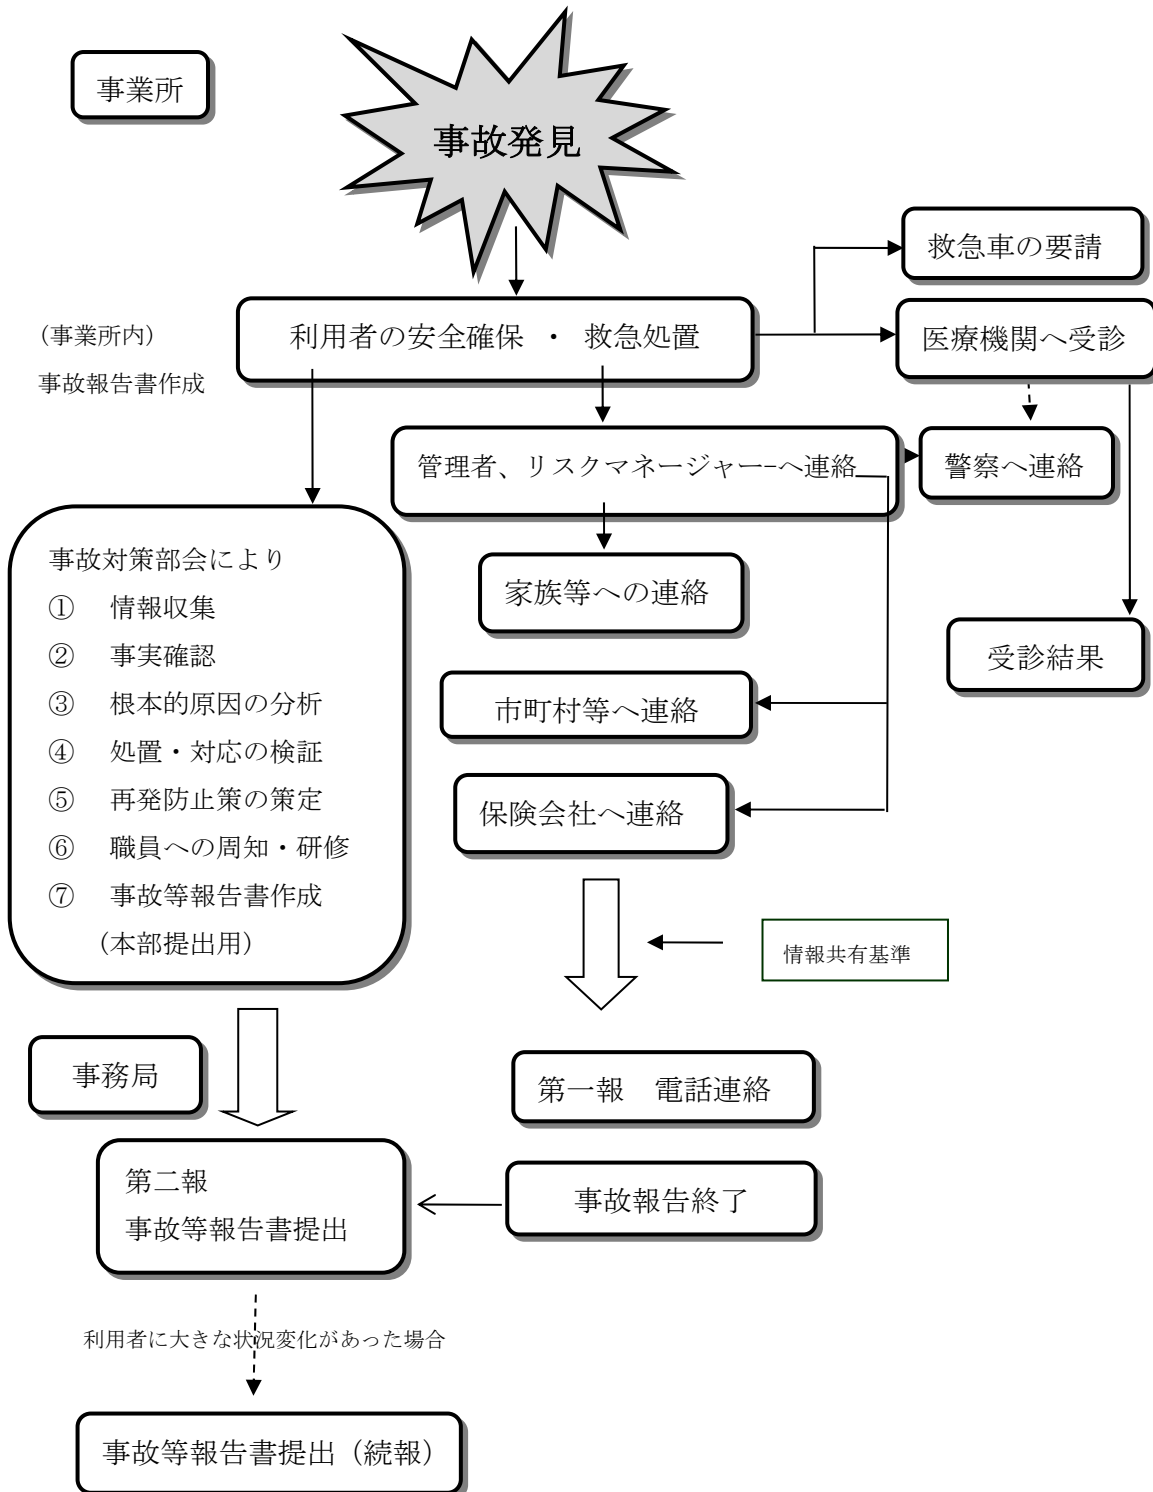 事業所
事故発見
救急車の要請
(事業所内)
事故報告書作成
利用者の安全確保 ・ 救急処置
医療機関へ受診
管理者、リスクマネージャー-へ連絡
警察へ連絡
事故対策部会により
① 情報収集
② 事実確認
③ 根本的原因の分析
④ 処置・対応の検証
⑤ 再発防止策の策定
⑥ 職員への周知・研修
⑦ 事故等報告書作成
(本部提出用)
家族等への連絡
受診結果
市町村等へ連絡
保険会社へ連絡
情報共有基準
事務局
第一報 電話連絡
第二報
事故等報告書提出
事故報告終了
利用者に大きな状況変化があった場合
事故等報告書提出（続報）